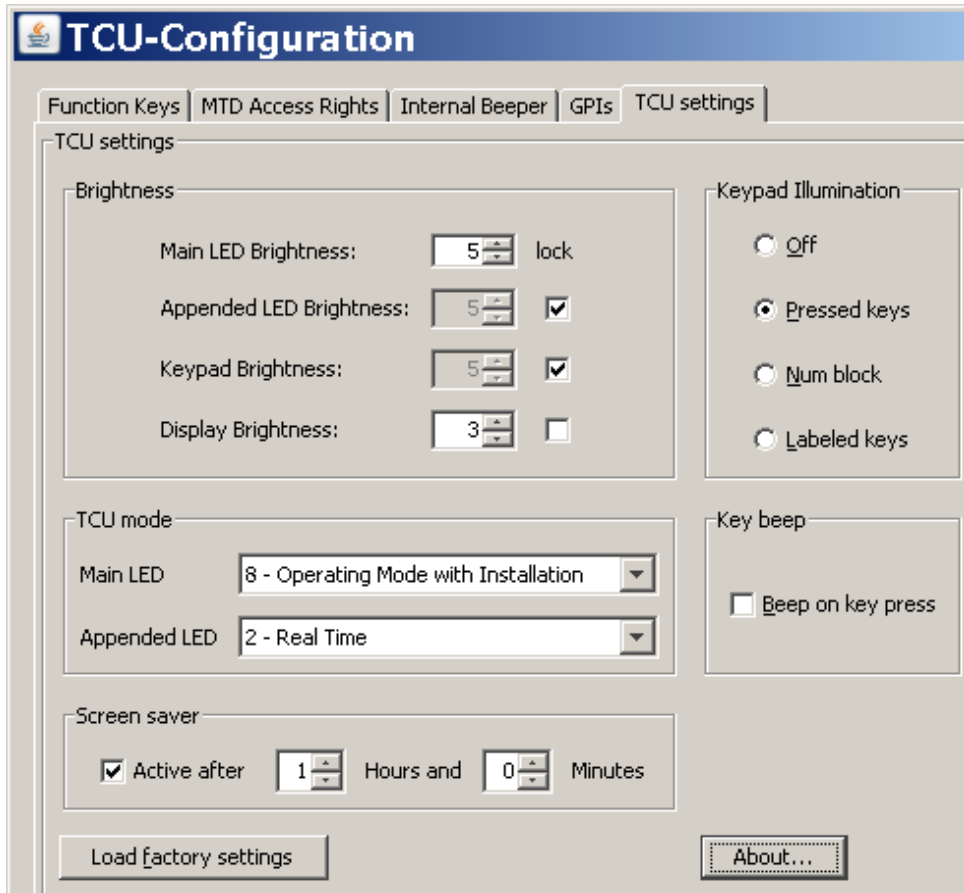 TCU-Configuration
Function Keys MTD Access Rights Internal Beeper GPIs TCU settings
TCU settings
Brightness
Main LED Brightness: 5 lock
Appended LED Brightness: 5
Keypad Brightness: 5
Display Brightness: 3
Keypad Illumination
Off
Pressed keys
Num block
Labeled keys
TCU mode
Main LED 8 - Operating Mode with Installation
Appended LED 2 - Real Time
Key beep
Beep on key press
Screen saver
Active after 1 Hours and 0 Minutes
Load factory settings About...